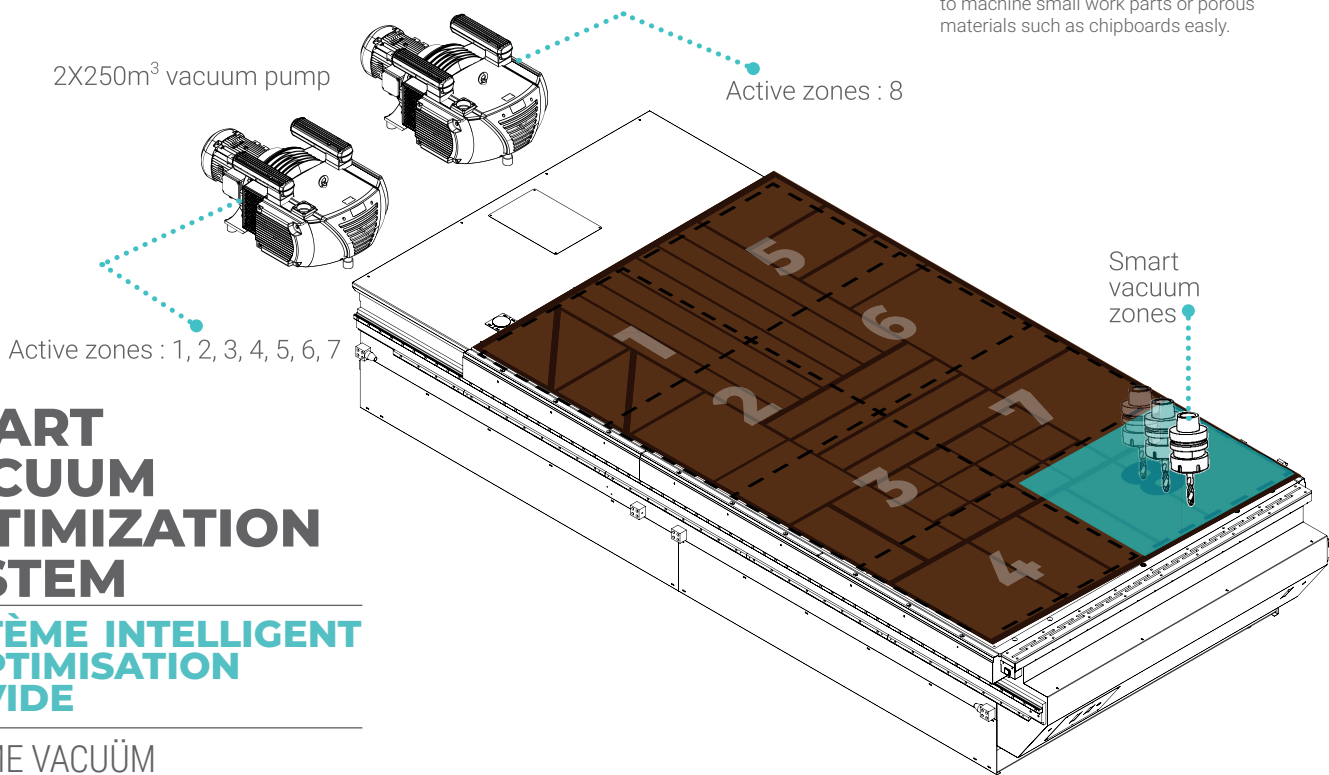 to machine small work parts or porous
materials such as chipboards easly.
2X250m³ vacuum pump
Active zones : 8
Smart
vacuum
zones
Active zones : 1, 2, 3, 4, 5, 6, 7
5
6
1
2
7
3
4
ART
CUUM
TIMIZATION
STEM
TÈME INTELLIGENT
PTIMISATION
VIDE
ME VACUÜM